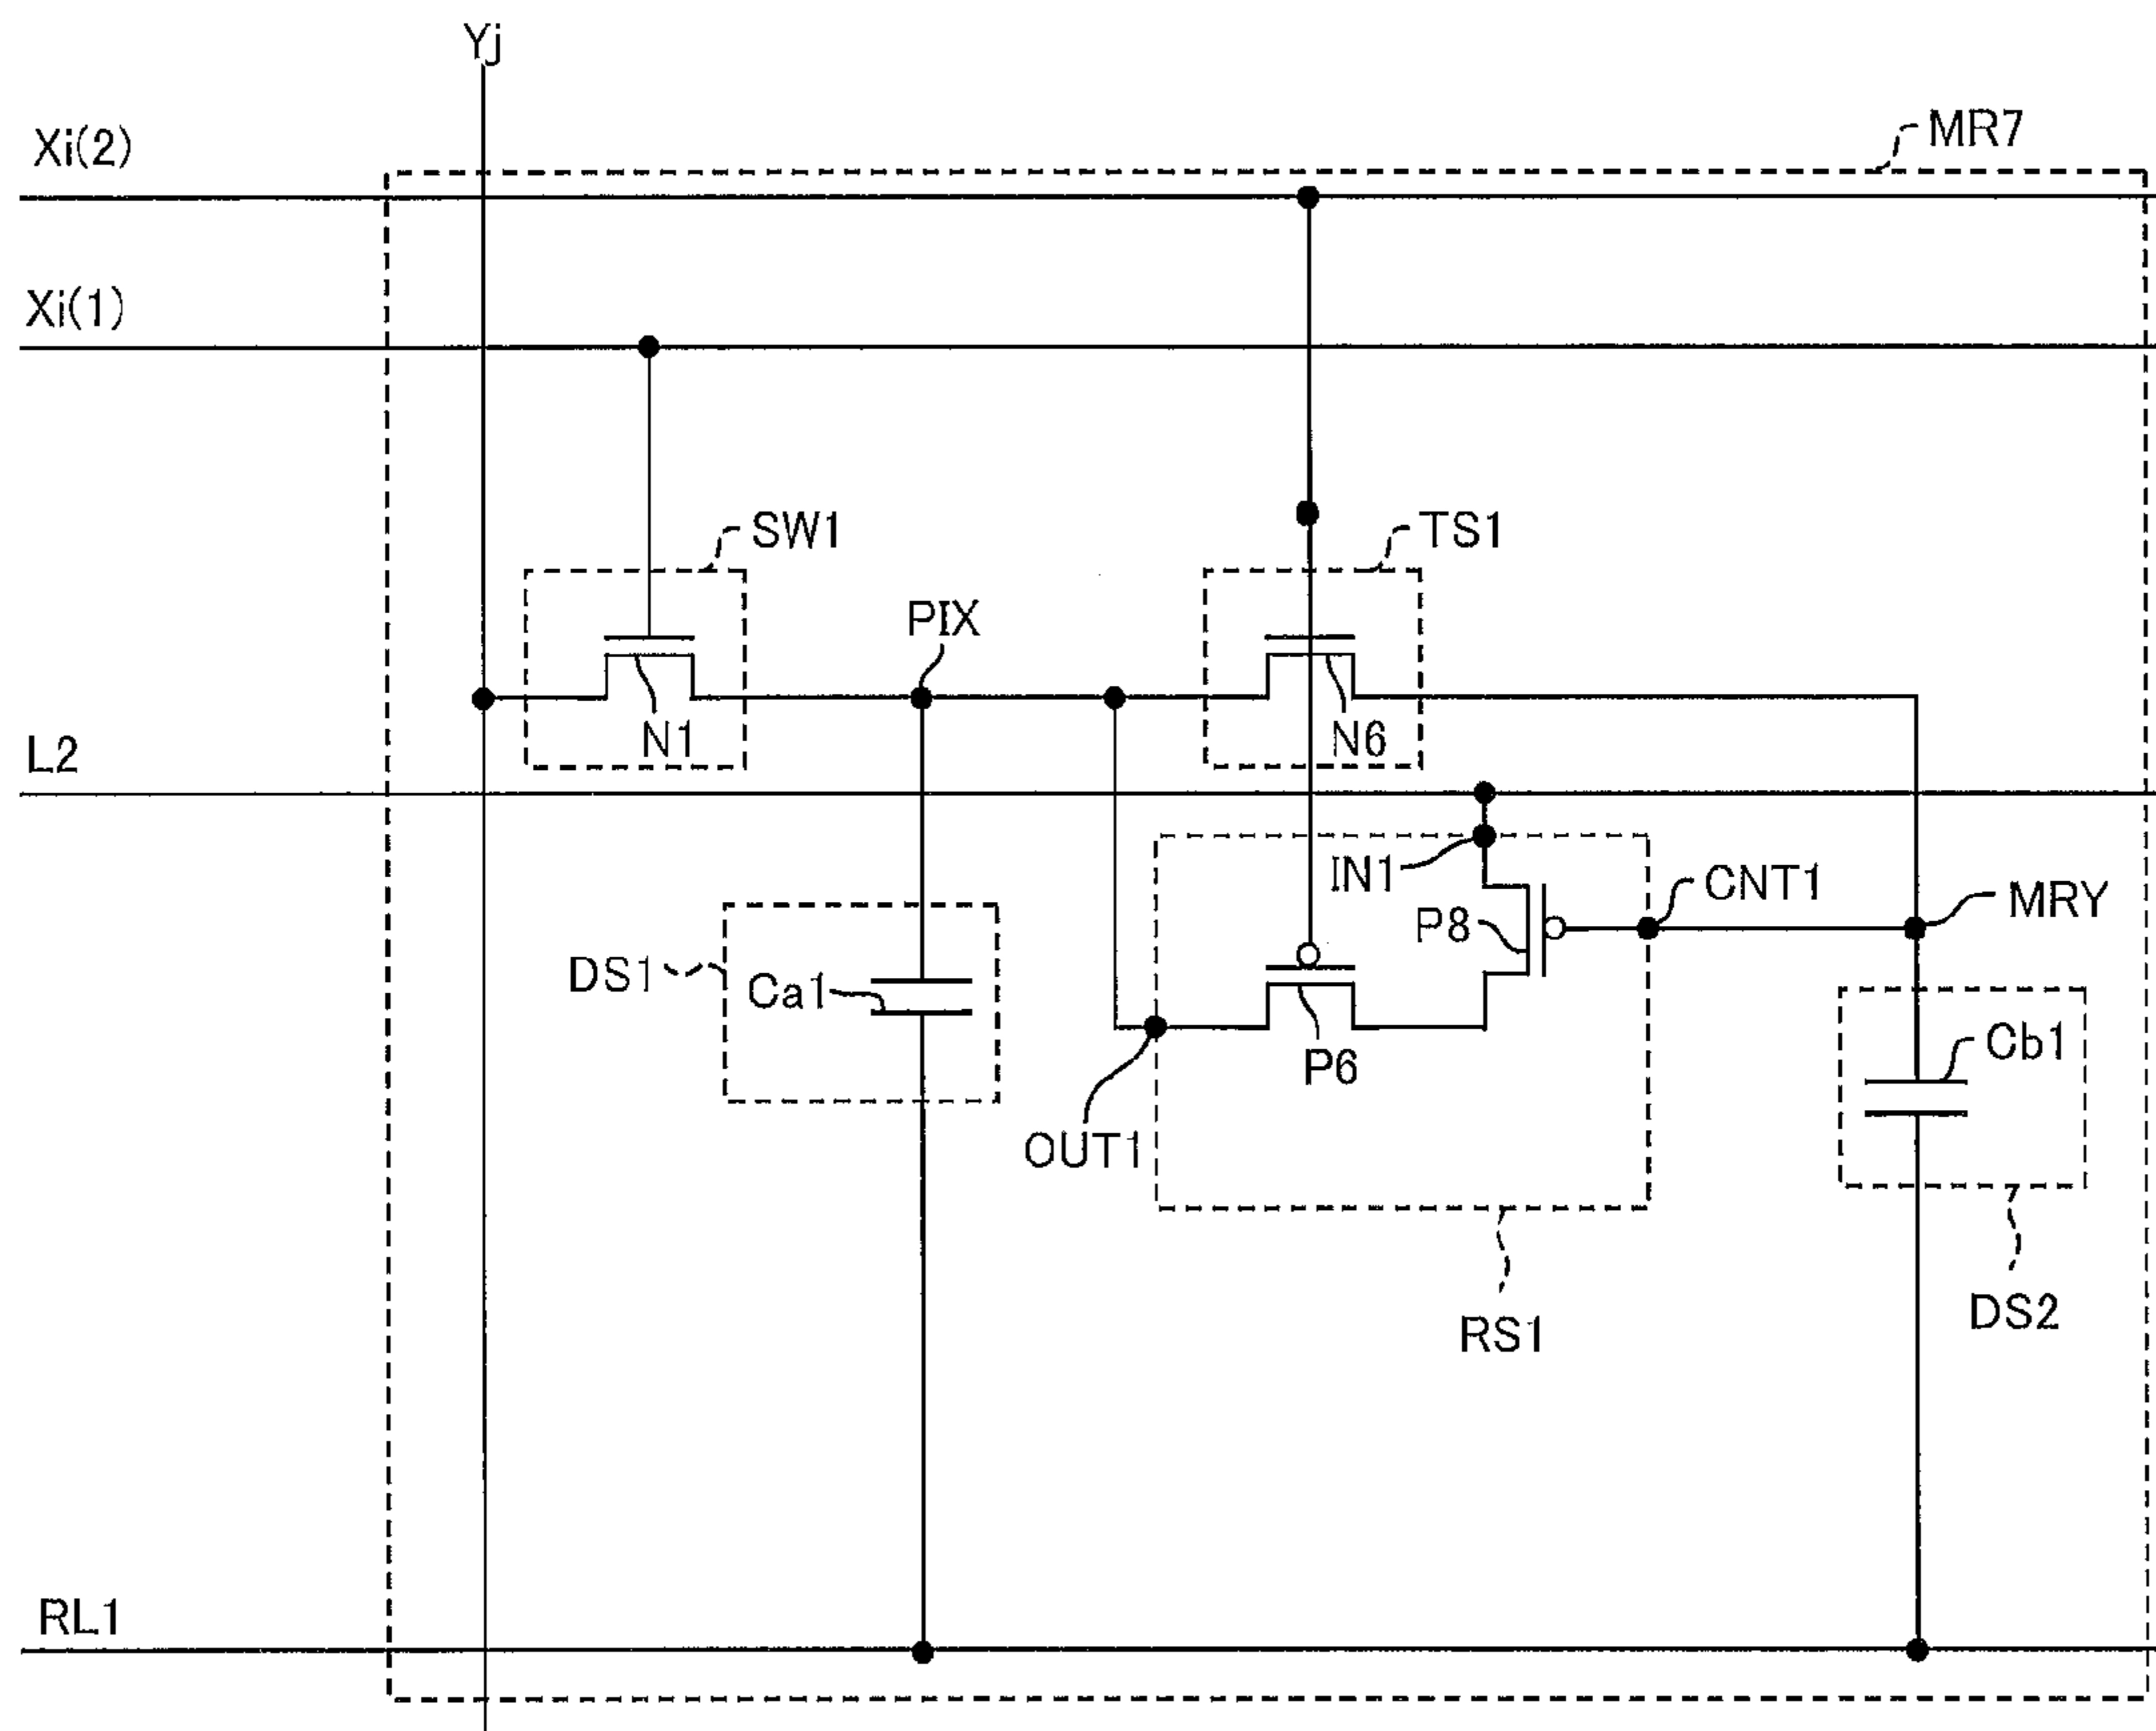 Yj
Xi(2)
MR7
Xi(1)
SW1
TS1
PIX
N1
N6
L2
IN1
CNT1
P8
MRY
DS1
Ca1
Cb1
P6
OUT1
RS1
DS2
RL1